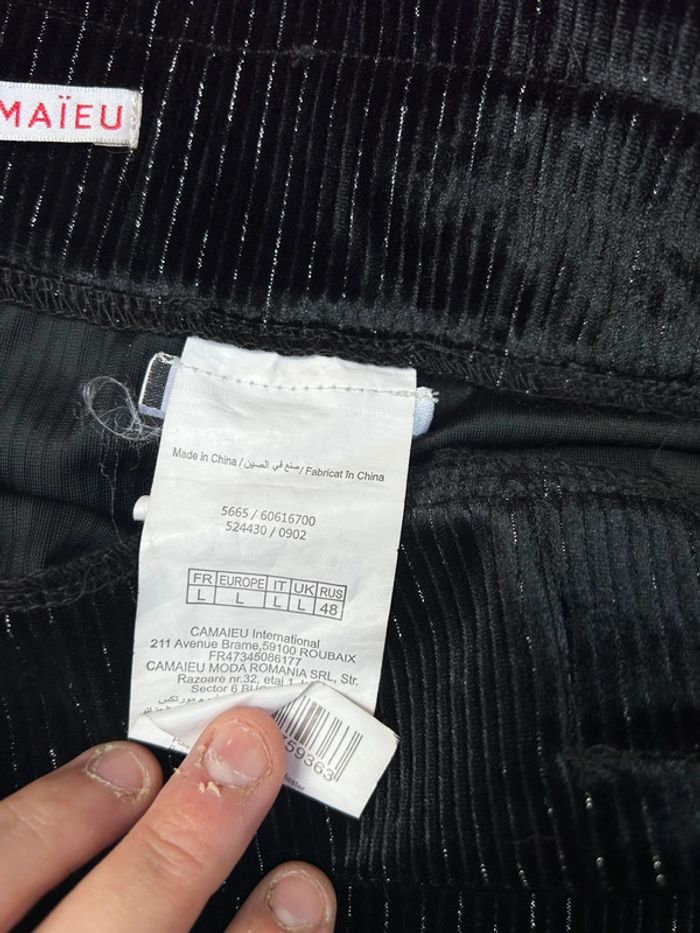 MAÏEU
Made in China / صنع في الصين / Fabricat în China
5665 / 60616700
524430 / 0902
FR EUROPE IT UK RUS
L L L L 48
CAMAIEU International
211 Avenue Brame,59100 ROUBAIX
FR47345086177
CAMAIEU MODA ROMANIA SRL, Str.
Razoare nr.32, etaj 1,
Sector 6
59363